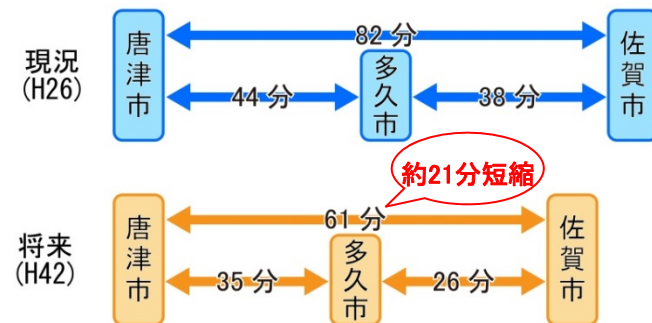 現況
(H26)
唐津市
82 分
多久市
44 分
38 分
佐賀市
約21分短縮
将来
(H42)
唐津市
61 分
多久市
35 分
26 分
佐賀市